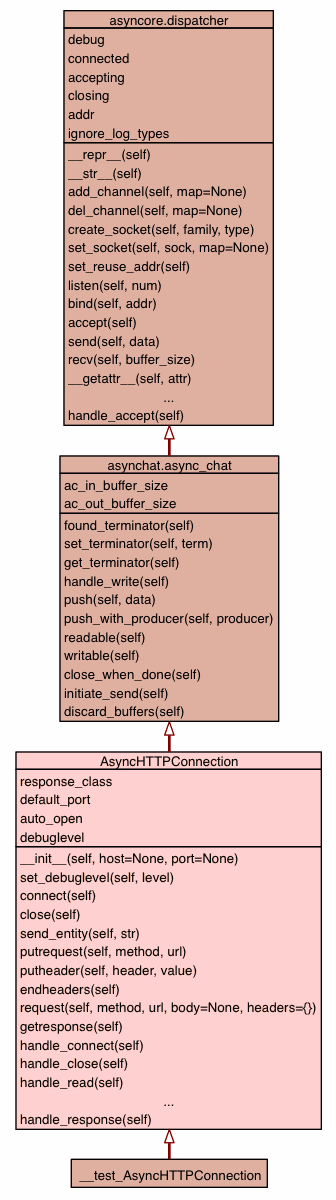 asyncore.dispatcher
debug
connected
accepting
closing
addr
ignore_log_types
__repr__(self)
__str__(self)
add_channel(self, map=None)
del_channel(self, map=None)
create_socket(self, family, type)
set_socket(self, sock, map=None)
set_reuse_addr(self)
listen(self, num)
bind(self, addr)
accept(self)
send(self, data)
recv(self, buffer_size)
__getattr__(self, attr)
...
handle_accept(self)
asynchat.async_chat
ac_in_buffer_size
ac_out_buffer_size
found_terminator(self)
set_terminator(self, term)
get_terminator(self)
handle_write(self)
push(self, data)
push_with_producer(self, producer)
readable(self)
writable(self)
close_when_done(self)
initiate_send(self)
discard_buffers(self)
AsyncHTTPConnection
response_class
default_port
auto_open
debuglevel
__init__(self, host=None, port=None)
set_debuglevel(self, level)
connect(self)
close(self)
send_entity(self, str)
putrequest(self, method, url)
putheader(self, header, value)
endheaders(self)
request(self, method, url, body=None, headers={})
getresponse(self)
handle_connect(self)
handle_close(self)
handle_read(self)
...
handle_response(self)
__test_AsyncHTTPConnection